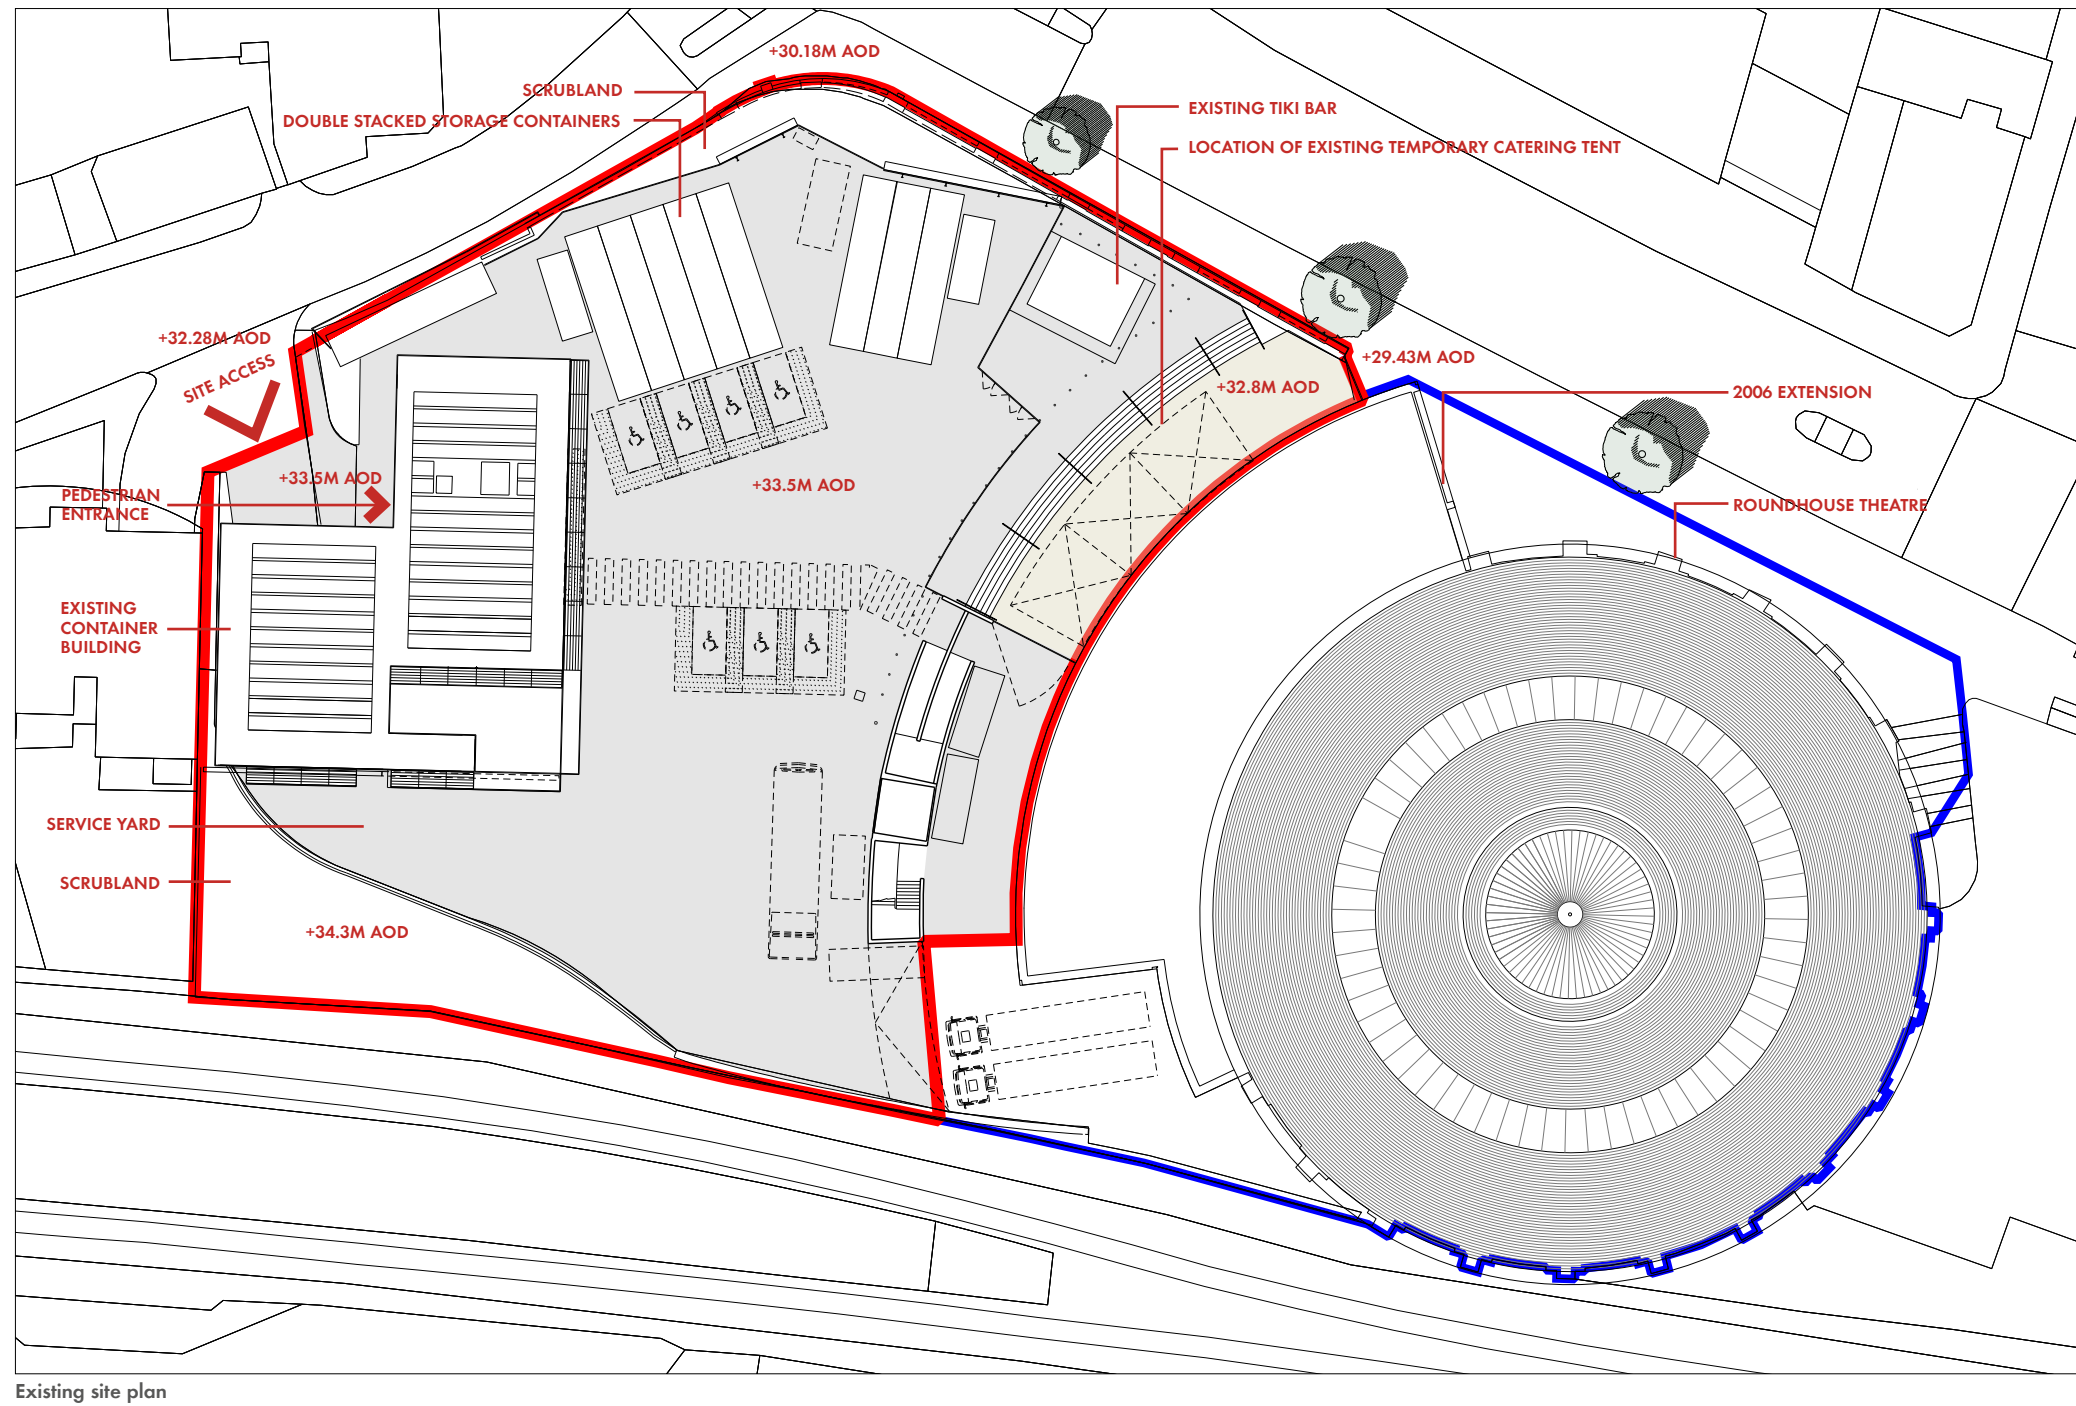 +30.18M AOD
SCRUBLAND
DOUBLE STACKED STORAGE CONTAINERS
EXISTING TIKI BAR
LOCATION OF EXISTING TEMPORARY CATERING TENT
+32.28M AOD
SITE ACCESS
+29.43M AOD
+32.8M AOD
2006 EXTENSION
+33.5M AOD
+33.5M AOD
PEDESTRIAN
ENTRANCE
ROUNDHOUSE THEATRE
EXISTING
CONTAINER
BUILDING
SERVICE YARD
SCRUBLAND
+34.3M AOD
Existing site plan